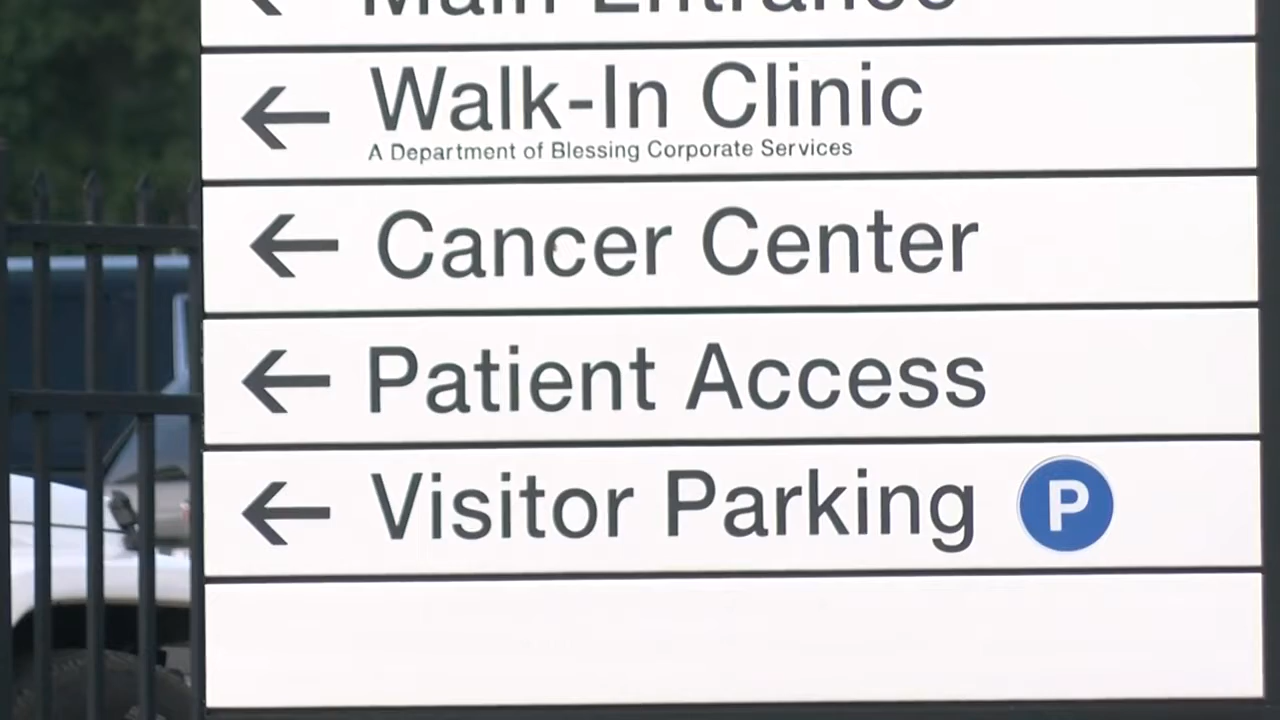 Main Entrance
Walk-In Clinic
A Department of Blessing Corporate Services
Cancer Center
Patient Access
Visitor Parking P